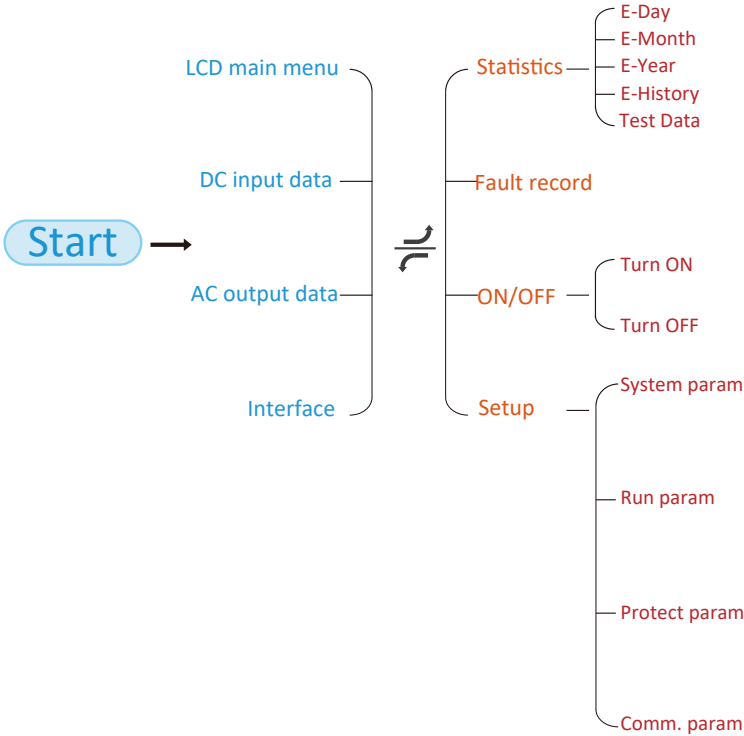 Start
LCD main menu
DC input data
AC output data
Interface
Statistics
E-Day
E-Month
E-Year
E-History
Test Data
Fault record
ON/OFF
Turn ON
Turn OFF
Setup
System param
Run param
Protect param
Comm. param